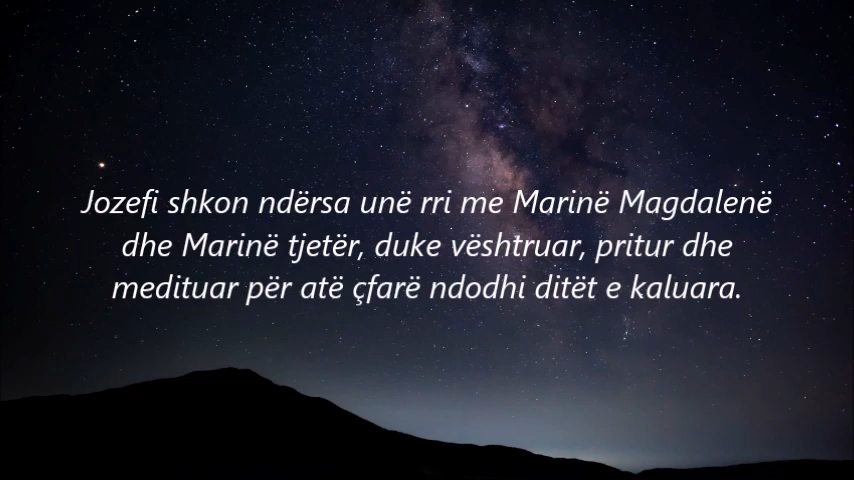 Jozefi shkon ndërsa unë rri me Marinë Magdalenë
dhe Marinë tjetër, duke vështruar, pritur dhe
medituar për atë çfarë ndodhi ditët e kaluara.